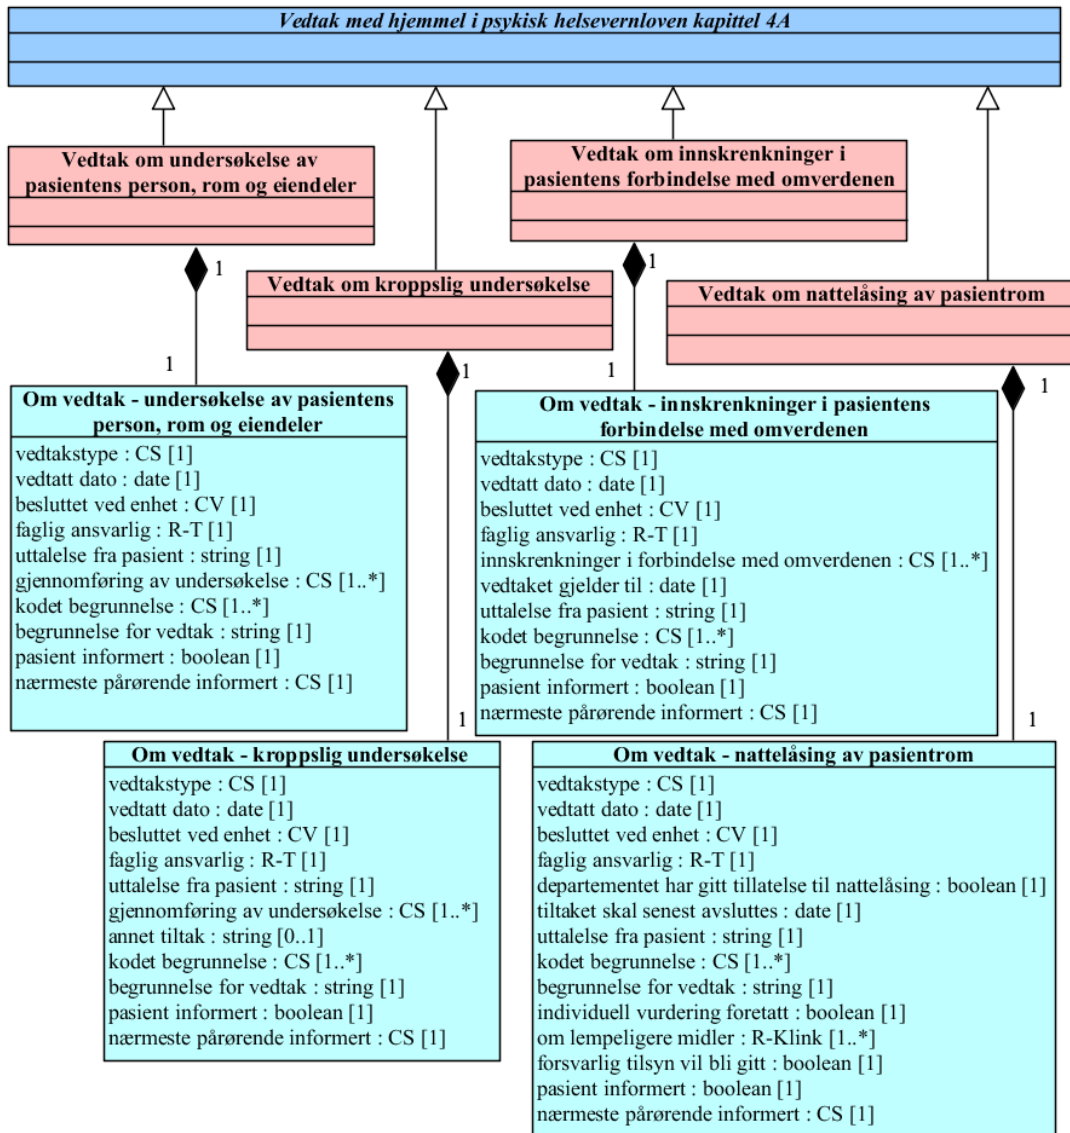 Vedtak med hjemmel i psykisk helsevernloven kapittel 4A
Vedtak om undersøkelse av
pasientens person, rom og eiendeler
Vedtak om innskrenkninger i
pasientens forbindelse med omverdenen
1
1
Vedtak om kroppslig undersøkelse
Vedtak om nattelåsing av pasientrom
1
1
1
1
Om vedtak - undersøkelse av pasientens
person, rom og eiendeler
vedtakstype : CS [1]
vedtatt dato : date [1]
besluttet ved enhet : CV [1]
faglig ansvarlig : R-T [1]
uttalelse fra pasient : string [1]
gjennomføring av undersøkelse : CS [1..*]
kodet begrunnelse : CS [1..*]
begrunnelse for vedtak : string [1]
pasient informert : boolean [1]
nærmeste pårørende informert : CS [1]
Om vedtak - innskrenkninger i pasientens
forbindelse med omverdenen
vedtakstype : CS [1]
vedtatt dato : date [1]
besluttet ved enhet : CV [1]
faglig ansvarlig : R-T [1]
innskrenkninger i forbindelse med omverdenen : CS [1..*]
vedtaket gjelder til : date [1]
uttalelse fra pasient : string [1]
kodet begrunnelse : CS [1..*]
begrunnelse for vedtak : string [1]
pasient informert : boolean [1]
nærmeste pårørende informert : CS [1]
1
1
Om vedtak - kroppslig undersøkelse
vedtakstype : CS [1]
vedtatt dato : date [1]
besluttet ved enhet : CV [1]
faglig ansvarlig : R-T [1]
uttalelse fra pasient : string [1]
gjennomføring av undersøkelse : CS [1..*]
annet tiltak : string [0..1]
kodet begrunnelse : CS [1..*]
begrunnelse for vedtak : string [1]
pasient informert : boolean [1]
nærmeste pårørende informert : CS [1]
Om vedtak - nattelåsing av pasientrom
vedtakstype : CS [1]
vedtatt dato : date [1]
besluttet ved enhet : CV [1]
faglig ansvarlig : R-T [1]
departementet har gitt tillatelse til nattelåsing : boolean [1]
tiltaket skal senest avsluttes : date [1]
uttalelse fra pasient : string [1]
kodet begrunnelse : CS [1..*]
begrunnelse for vedtak : string [1]
individuell vurdering foretatt : boolean [1]
om lempeligere midler : R-Klink [1..*]
forsvarlig tilsyn vil bli gitt : boolean [1]
pasient informert : boolean [1]
nærmeste pårørende informert : CS [1]